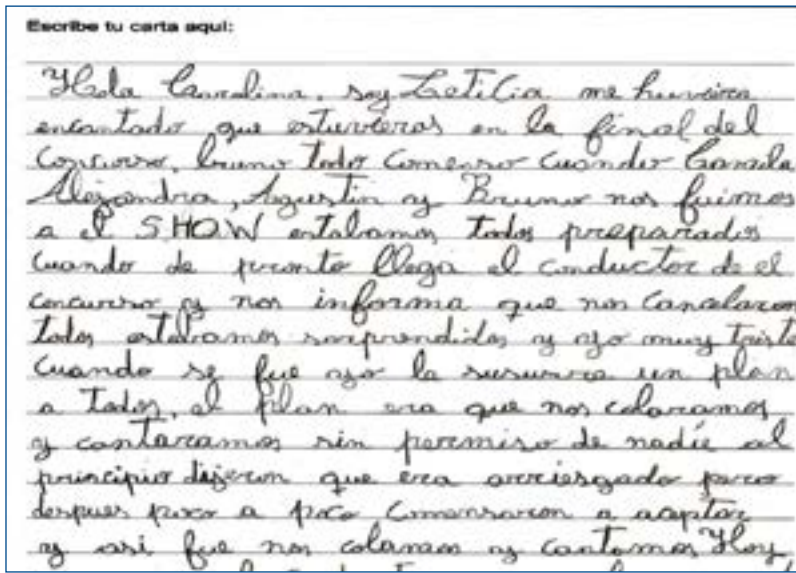 Escribe tu carta aquí:
Hola Carolina, soy LetiCia me huviera
encantado que estuvieras en la final del
Concurso, bueno todo Comenso cuando Camila
Alejandra, Agustin y Bruno nos fuimos
a el SHOW estabamos todos preparados
Cuando de pronto llega el conductor de el
concurso y nos informa que nos Cancelaron
todos estabamos sorprendidos y yo muy triste
Cuando se fue yo le susurre un plan
a Todos, el plan era que nos colaramos
y cantaramos sin permiso de nadie al
principio dijeron que era arriesgado pero
despues poco a poco Comensaron a aceptar
y asi fue nos colamos y cantamos Hoy